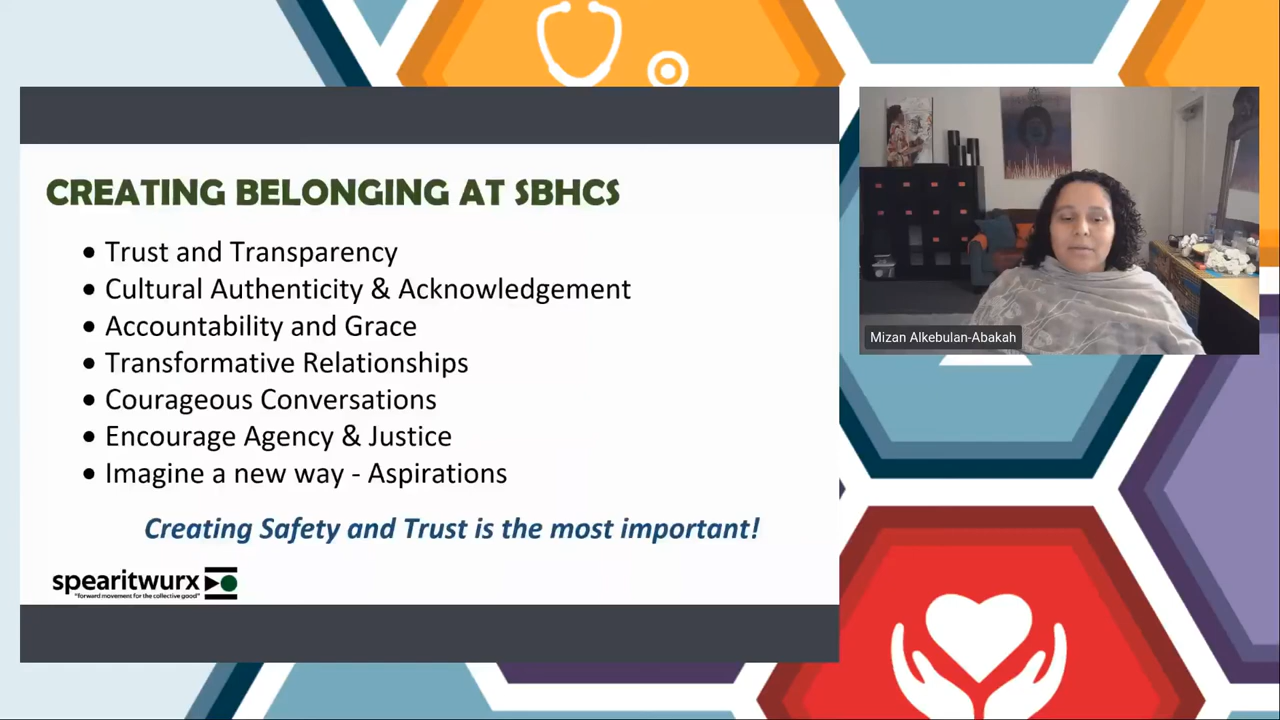 CREATING BELONGING AT SBHCS
• Trust and Transparency
• Cultural Authenticity & Acknowledgement
• Accountability and Grace
• Transformative Relationships
• Courageous Conversations
• Encourage Agency & Justice
• Imagine a new way - Aspirations
Creating Safety and Trust is the most important!
spearitwurx
"forward movement for the collective good"
Mizan Alkebulan-Abakah